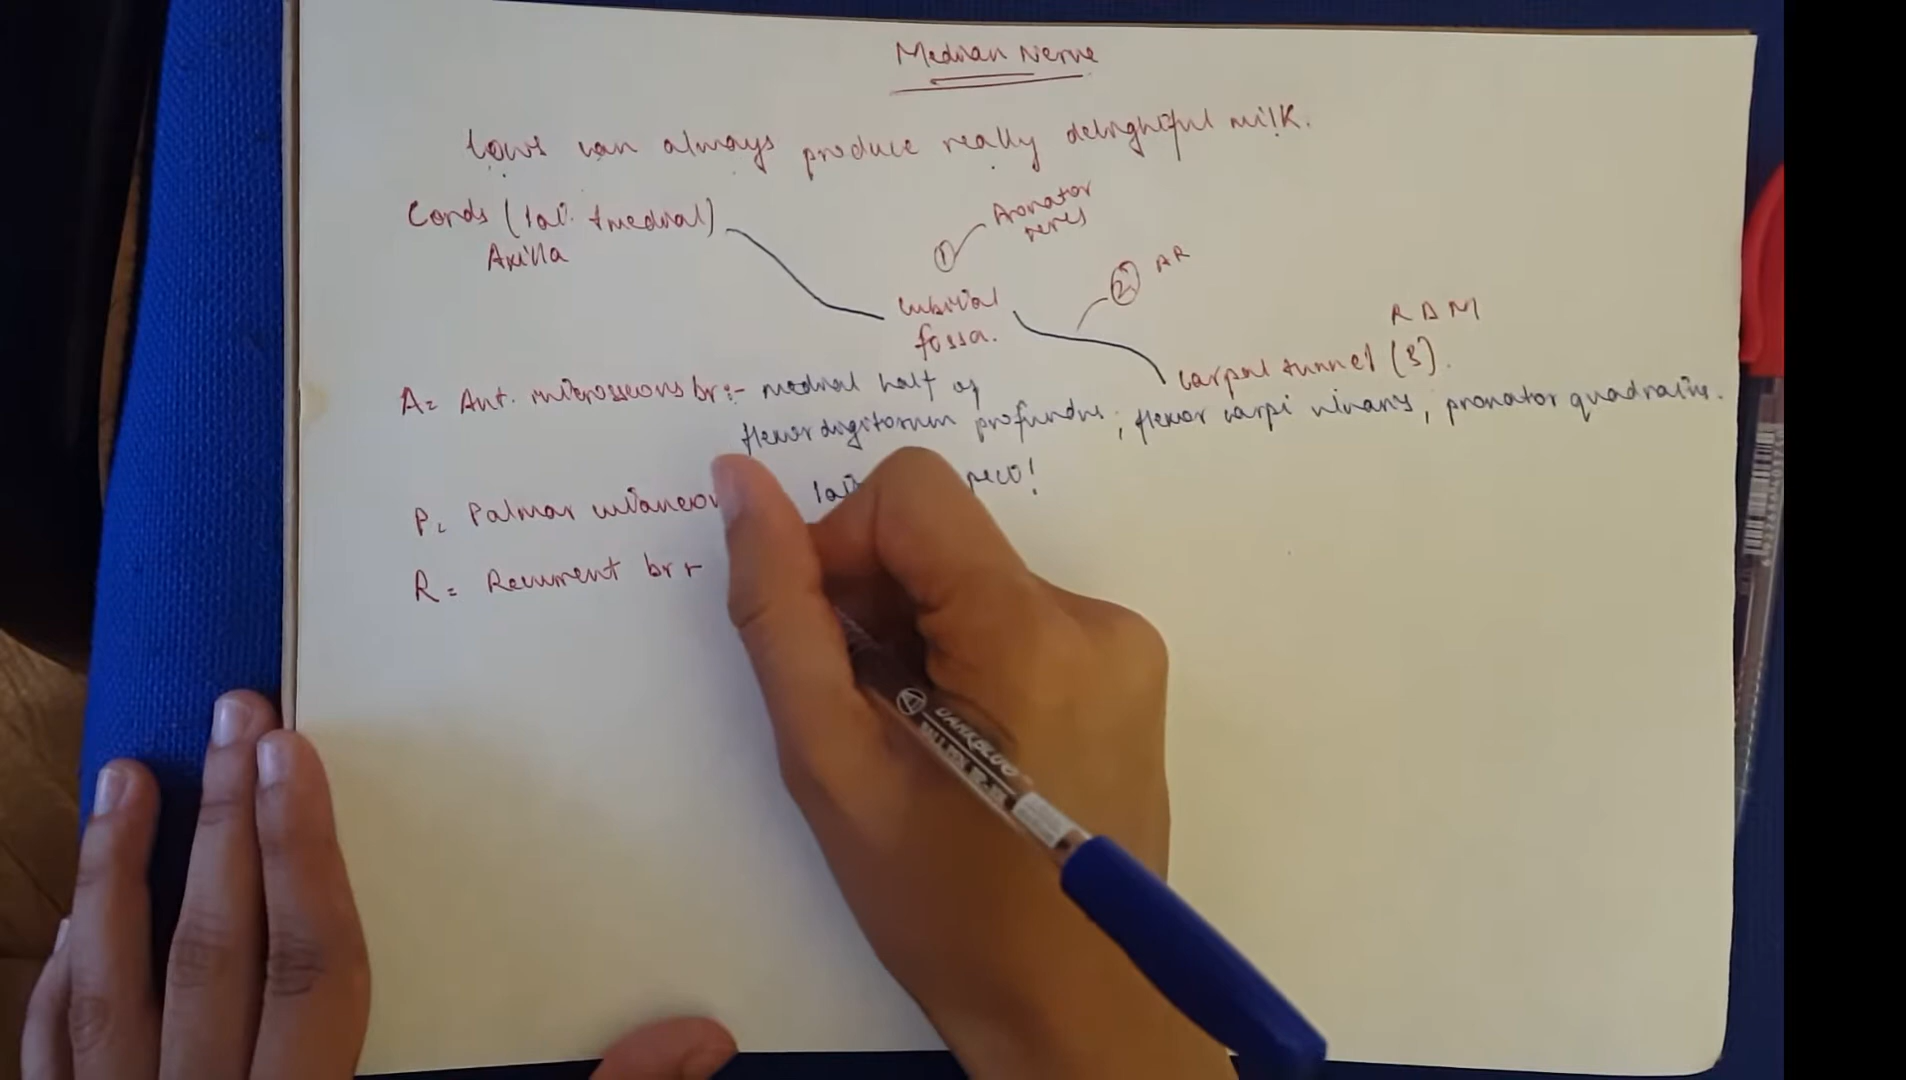 Median Nerve
Cows can always produce really delightful milk.
Cords (lat. + medial)
Axilla
① Pronator
teres
② AR
Cubital
fossa.
RDM
Carpal tunnel (3).
A= Ant. interosseous br:- medial half of
flexor digitorum profundus, flexor carpi ulnaris, pronator quadratus.
P= Palmar cutaneous
R= Recurrent br